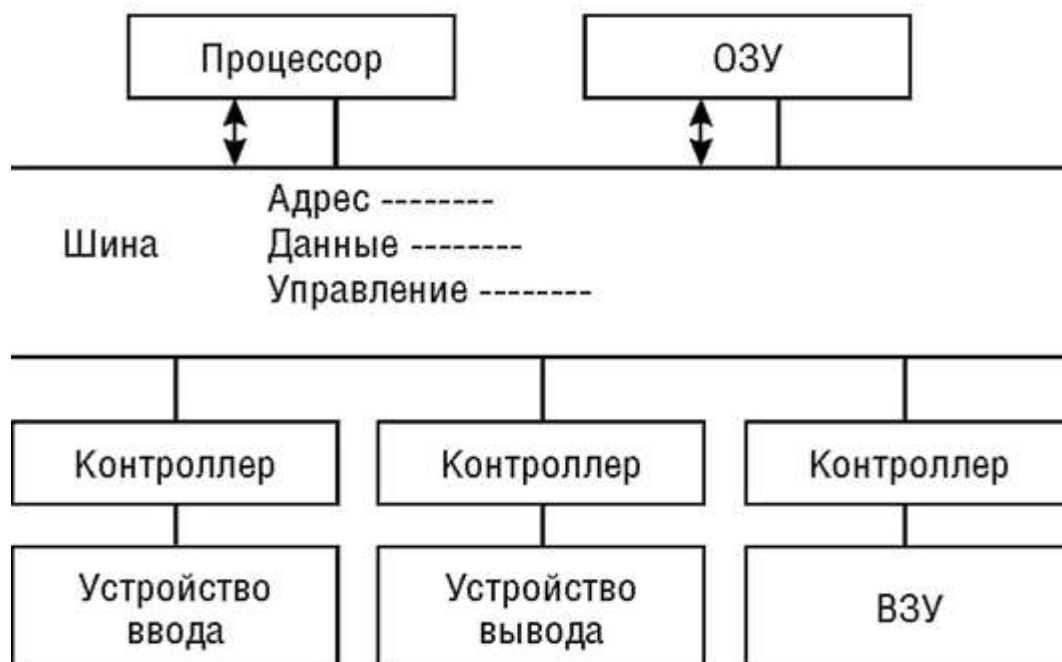 Процессор
ОЗУ
Адрес --------
Шина
Данные --------
Управление --------
Контроллер
Контроллер
Контроллер
Устройство
ввода
Устройство
вывода
ВЗУ